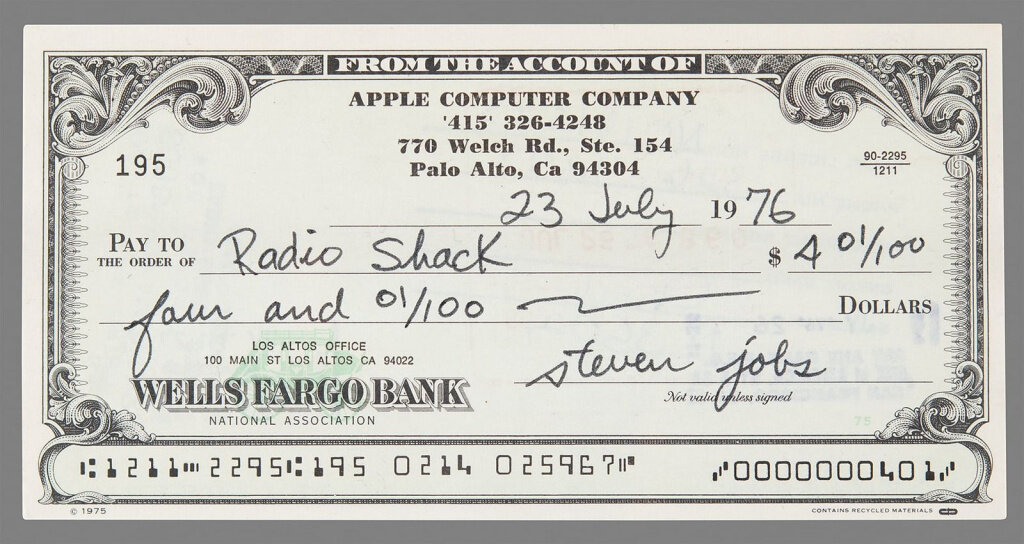 FROM THE ACCOUNT OF
APPLE COMPUTER COMPANY
'415' 326-4248
770 Welch Rd., Ste. 154
Palo Alto, Ca 94304
195
90-2295
1211
23 July 19 76
PAY TO
THE ORDER OF Radio Shack $ 4 01/100
four and 01/100 DOLLARS
LOS ALTOS OFFICE
100 MAIN ST LOS ALTOS CA 94022
WELLS FARGO BANK
NATIONAL ASSOCIATION
steven jobs
Not valid unless signed
75
⑆1211⑉2295⑆195 0214 025967⑈ ⑇0000000401⑇
© 1975
CONTAINS RECYCLED MATERIALS